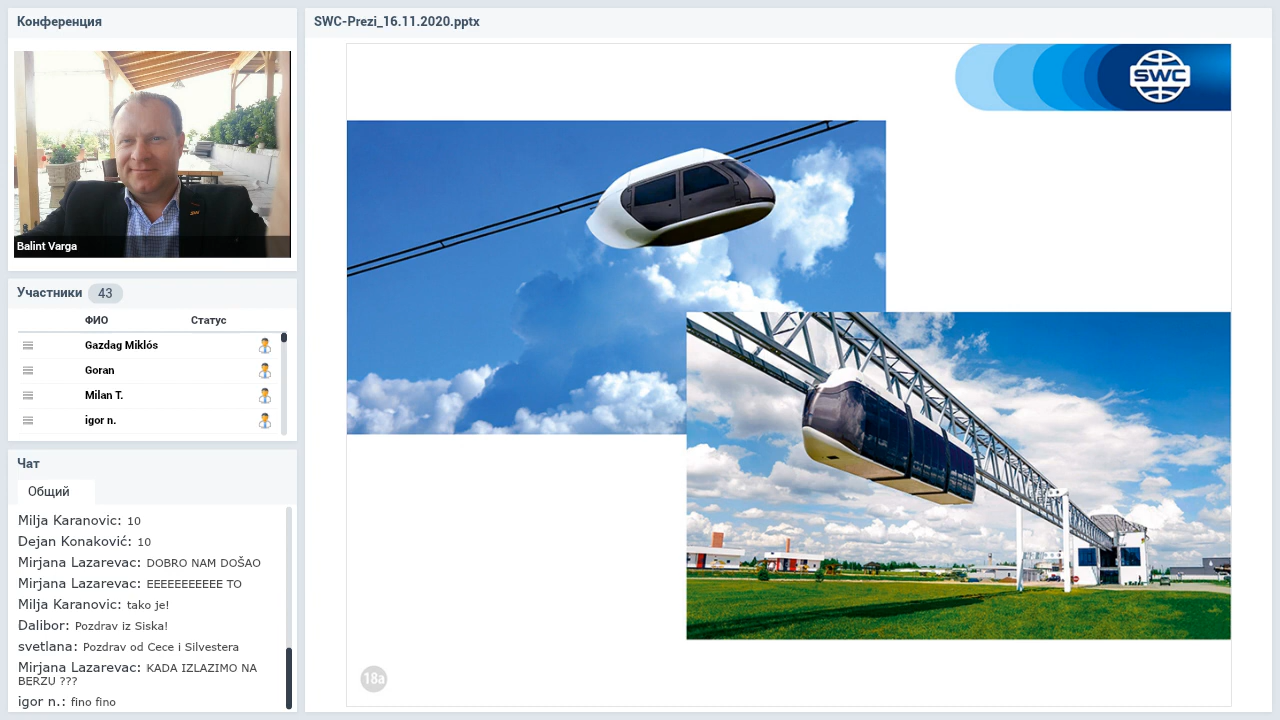 Конференция
Balint Varga
Участники 43
ФИО Статус
Gazdag Miklós
Goran
Milan T.
igor n.
Чат
Общий
Milja Karanovic: 10
Dejan Konaković: 10
Mirjana Lazarevac: DOBRO NAM DOŠAO
Mirjana Lazarevac: EEEEEEEEEEE TO
Milja Karanovic: tako je!
Dalibor: Pozdrav iz Siska!
svetlana: Pozdrav od Cece i Silvestera
Mirjana Lazarevac: KADA IZLAZIMO NA
BERZU ???
igor n.: fino fino
SWC-Prezi_16.11.2020.pptx
SWC
18a